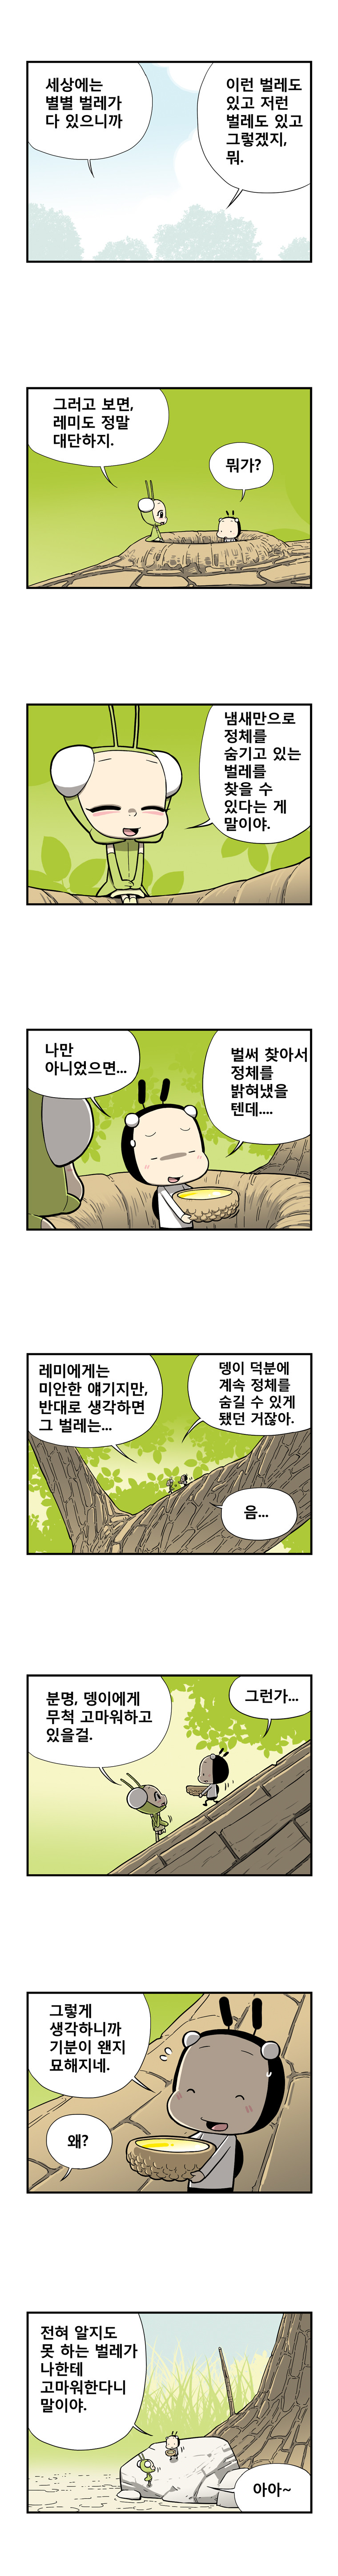 세상에는
별별 벌레가
다 있으니까
이런 벌레도
있고 저런
벌레도 있고
그렇겠지,
뭐.
그러고 보면,
레미도 정말
대단하지.
뭐가?
냄새만으로
정체를
숨기고 있는
벌레를
찾을 수
있다는 게
말이야.
나만
아니었으면...
벌써 찾아서
정체를
밝혀냈을
텐데....
레미에게는
미안한 얘기지만,
반대로 생각하면
그 벌레는...
뎅이 덕분에
계속 정체를
숨길 수 있게
됐던 거잖아.
음...
분명, 뎅이에게
무척 고마워하고
있을걸.
그런가...
그렇게
생각하니까
기분이 왠지
묘해지네.
왜?
전혀 알지도
못 하는 벌레가
나한테
고마워한다니
말이야.
아아~